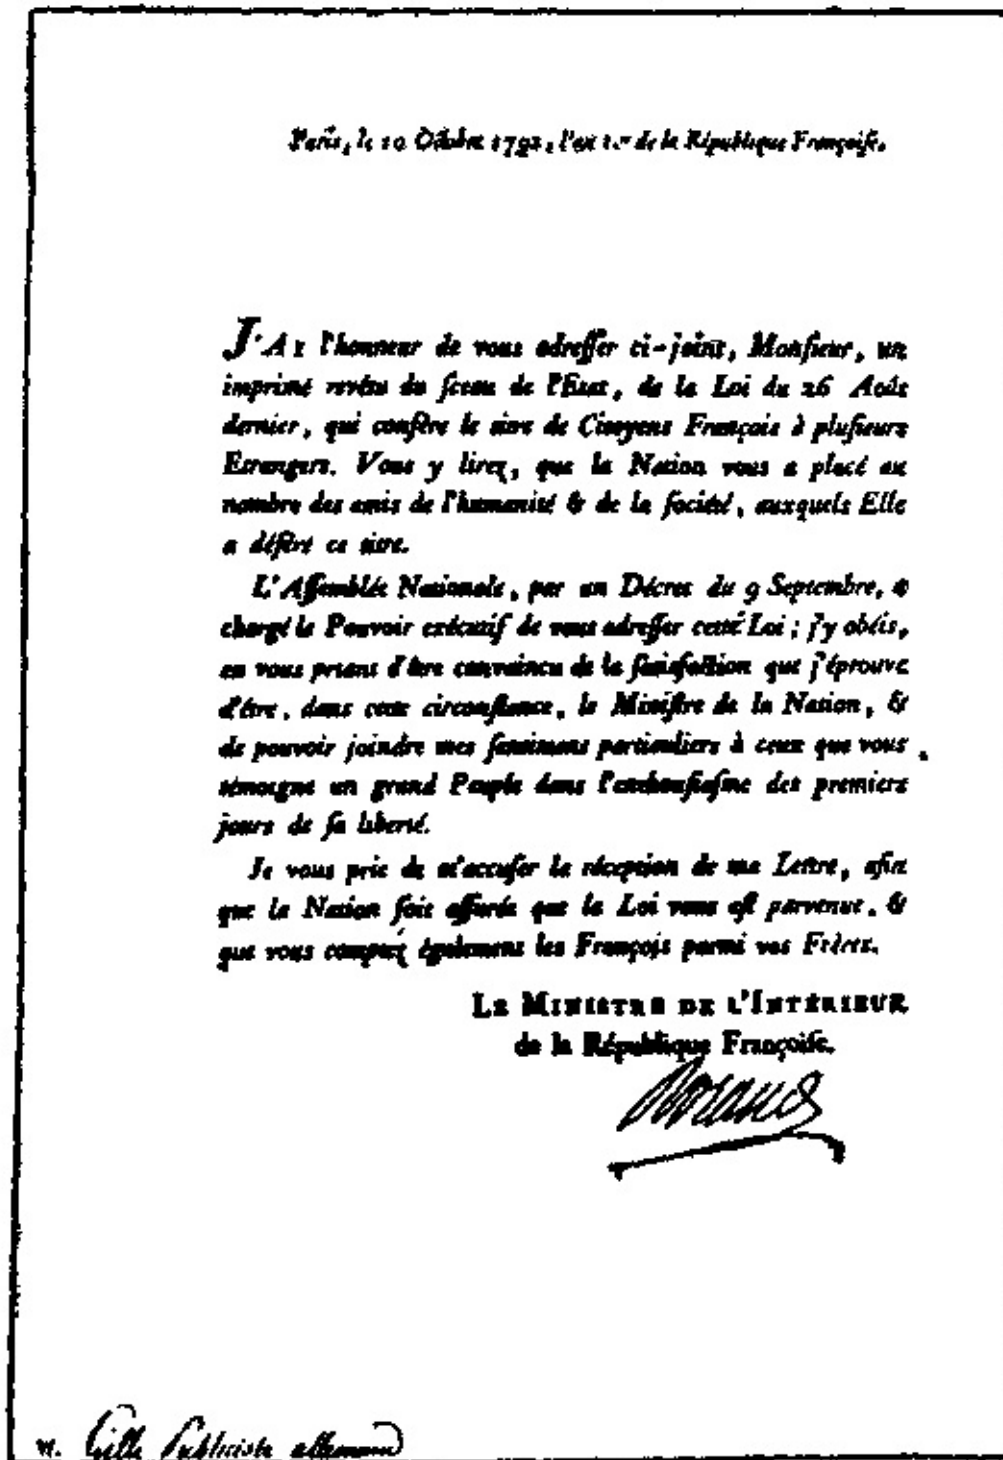 Paris, le 10 Octobre 1792, l'an 1.er de la République Françoise.
J'AI l'honneur de vous adresser ci-joint, Monsieur, un
imprimé revêtu du sceau de l'Etat, de la Loi du 26 Août
dernier, qui confère le titre de Citoyens François à plusieurs
Etrangers. Vous y lirez, que la Nation vous a placé au
nombre des amis de l'humanité & de la société, auxquels Elle
a déféré ce titre.
L'Assemblée Nationale, par un Décret du 9 Septembre, a
chargé le Pouvoir exécutif de vous adresser cette Loi ; j'y obéis,
en vous priant d'être convaincu de la satisfaction que j'éprouve
d'être, dans cette circonstance, le Ministre de la Nation, &
de pouvoir joindre mes sentimens particuliers à ceux que vous
témoigne un grand Peuple dans l'enthousiasme des premiers
jours de sa liberté.
Je vous prie de m'accuser la réception de ma Lettre, afin
que la Nation soit assurée que la Loi vous est parvenue, &
que vous comptez également les François parmi vos Frères.
LE MINISTRE DE L'INTÉRIEUR
de la République Françoise.
Roland
M. Gille Publiciste allemand